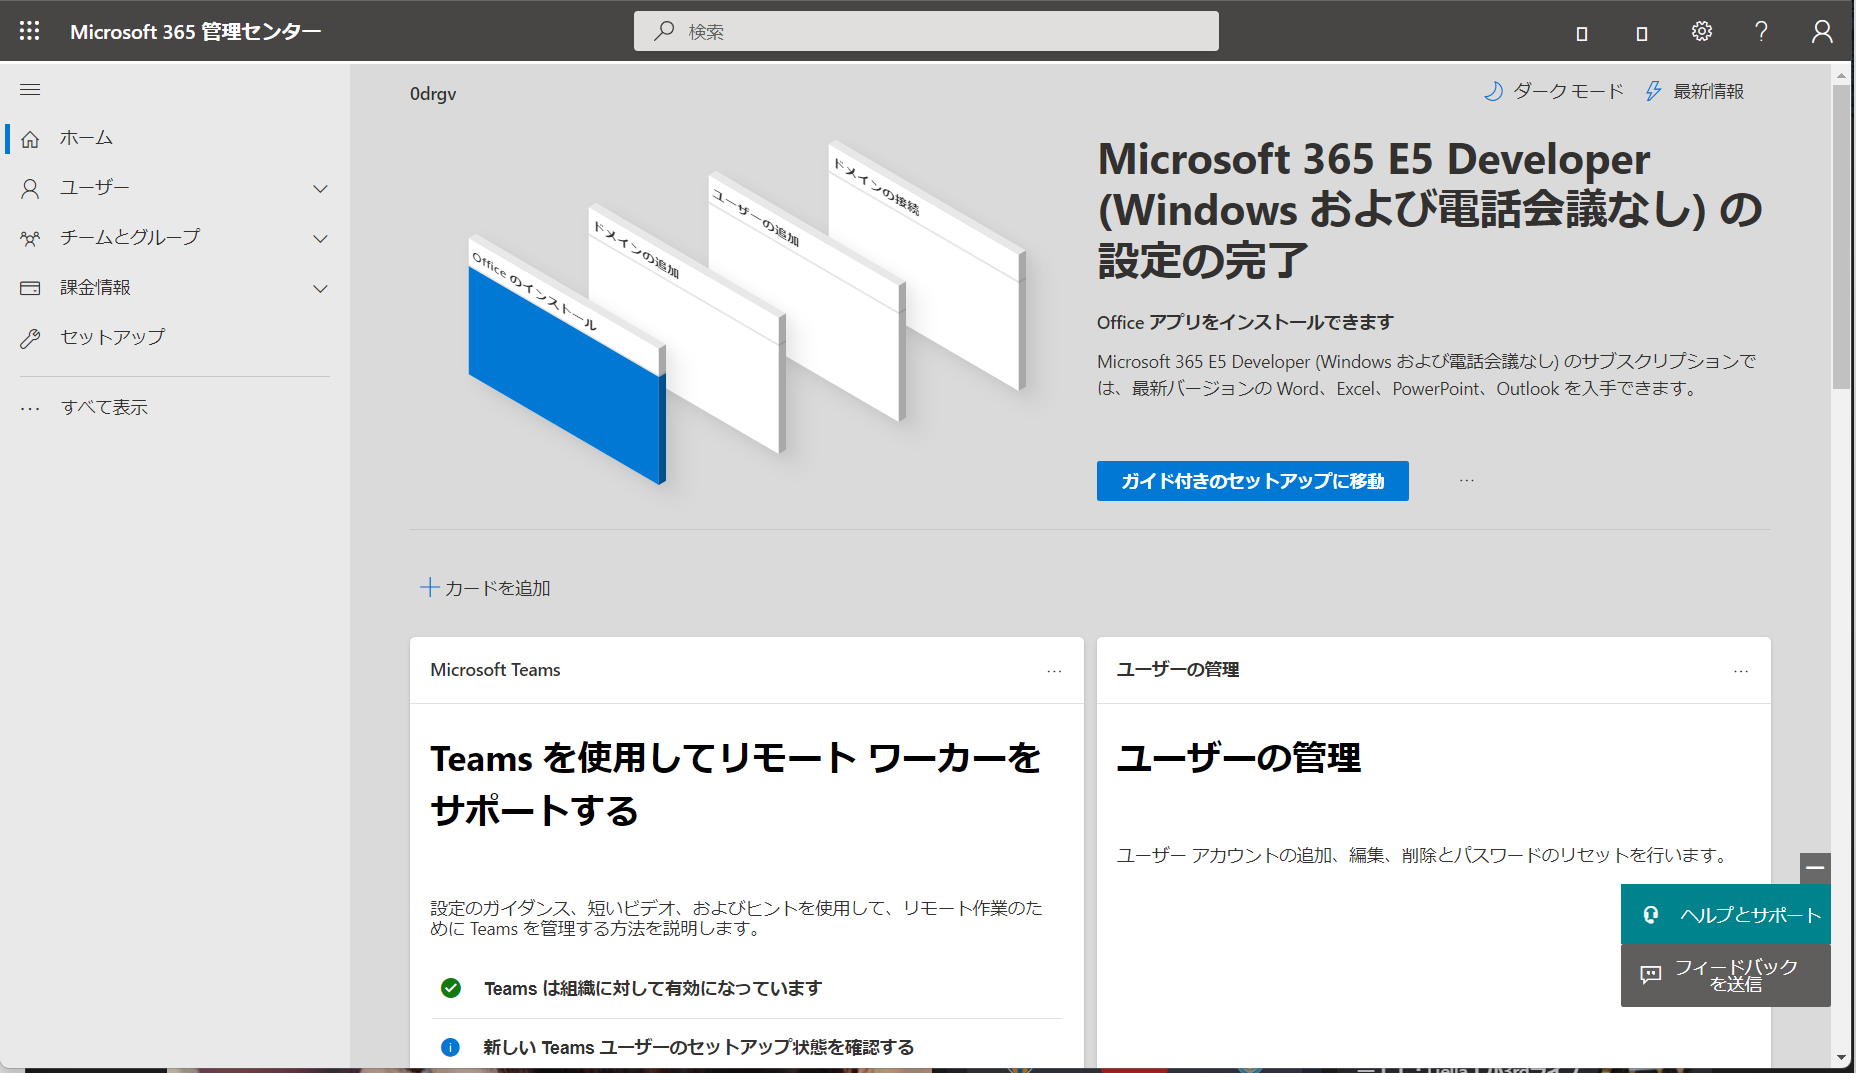 Microsoft 365 管理センター
検索
ホーム
ユーザー
チームとグループ
課金情報
セットアップ
すべて表示
0drgv
ダーク モード
最新情報
Office のインストール
ドメインの追加
ユーザーの追加
ドメインの接続
Microsoft 365 E5 Developer
(Windows および電話会議なし) の
設定の完了
Office アプリをインストールできます
Microsoft 365 E5 Developer (Windows および電話会議なし) のサブスクリプションで
は、最新バージョンの Word、Excel、PowerPoint、Outlook を入手できます。
ガイド付きのセットアップに移動
カードを追加
Microsoft Teams
Teams を使用してリモート ワーカーを
サポートする
設定のガイダンス、短いビデオ、およびヒントを使用して、リモート作業のた
めに Teams を管理する方法を説明します。
Teams は組織に対して有効になっています
新しい Teams ユーザーのセットアップ状態を確認する
ユーザーの管理
ユーザーの管理
ユーザー アカウントの追加、編集、削除とパスワードのリセットを行います。
ヘルプとサポート
フィードバック
を送信